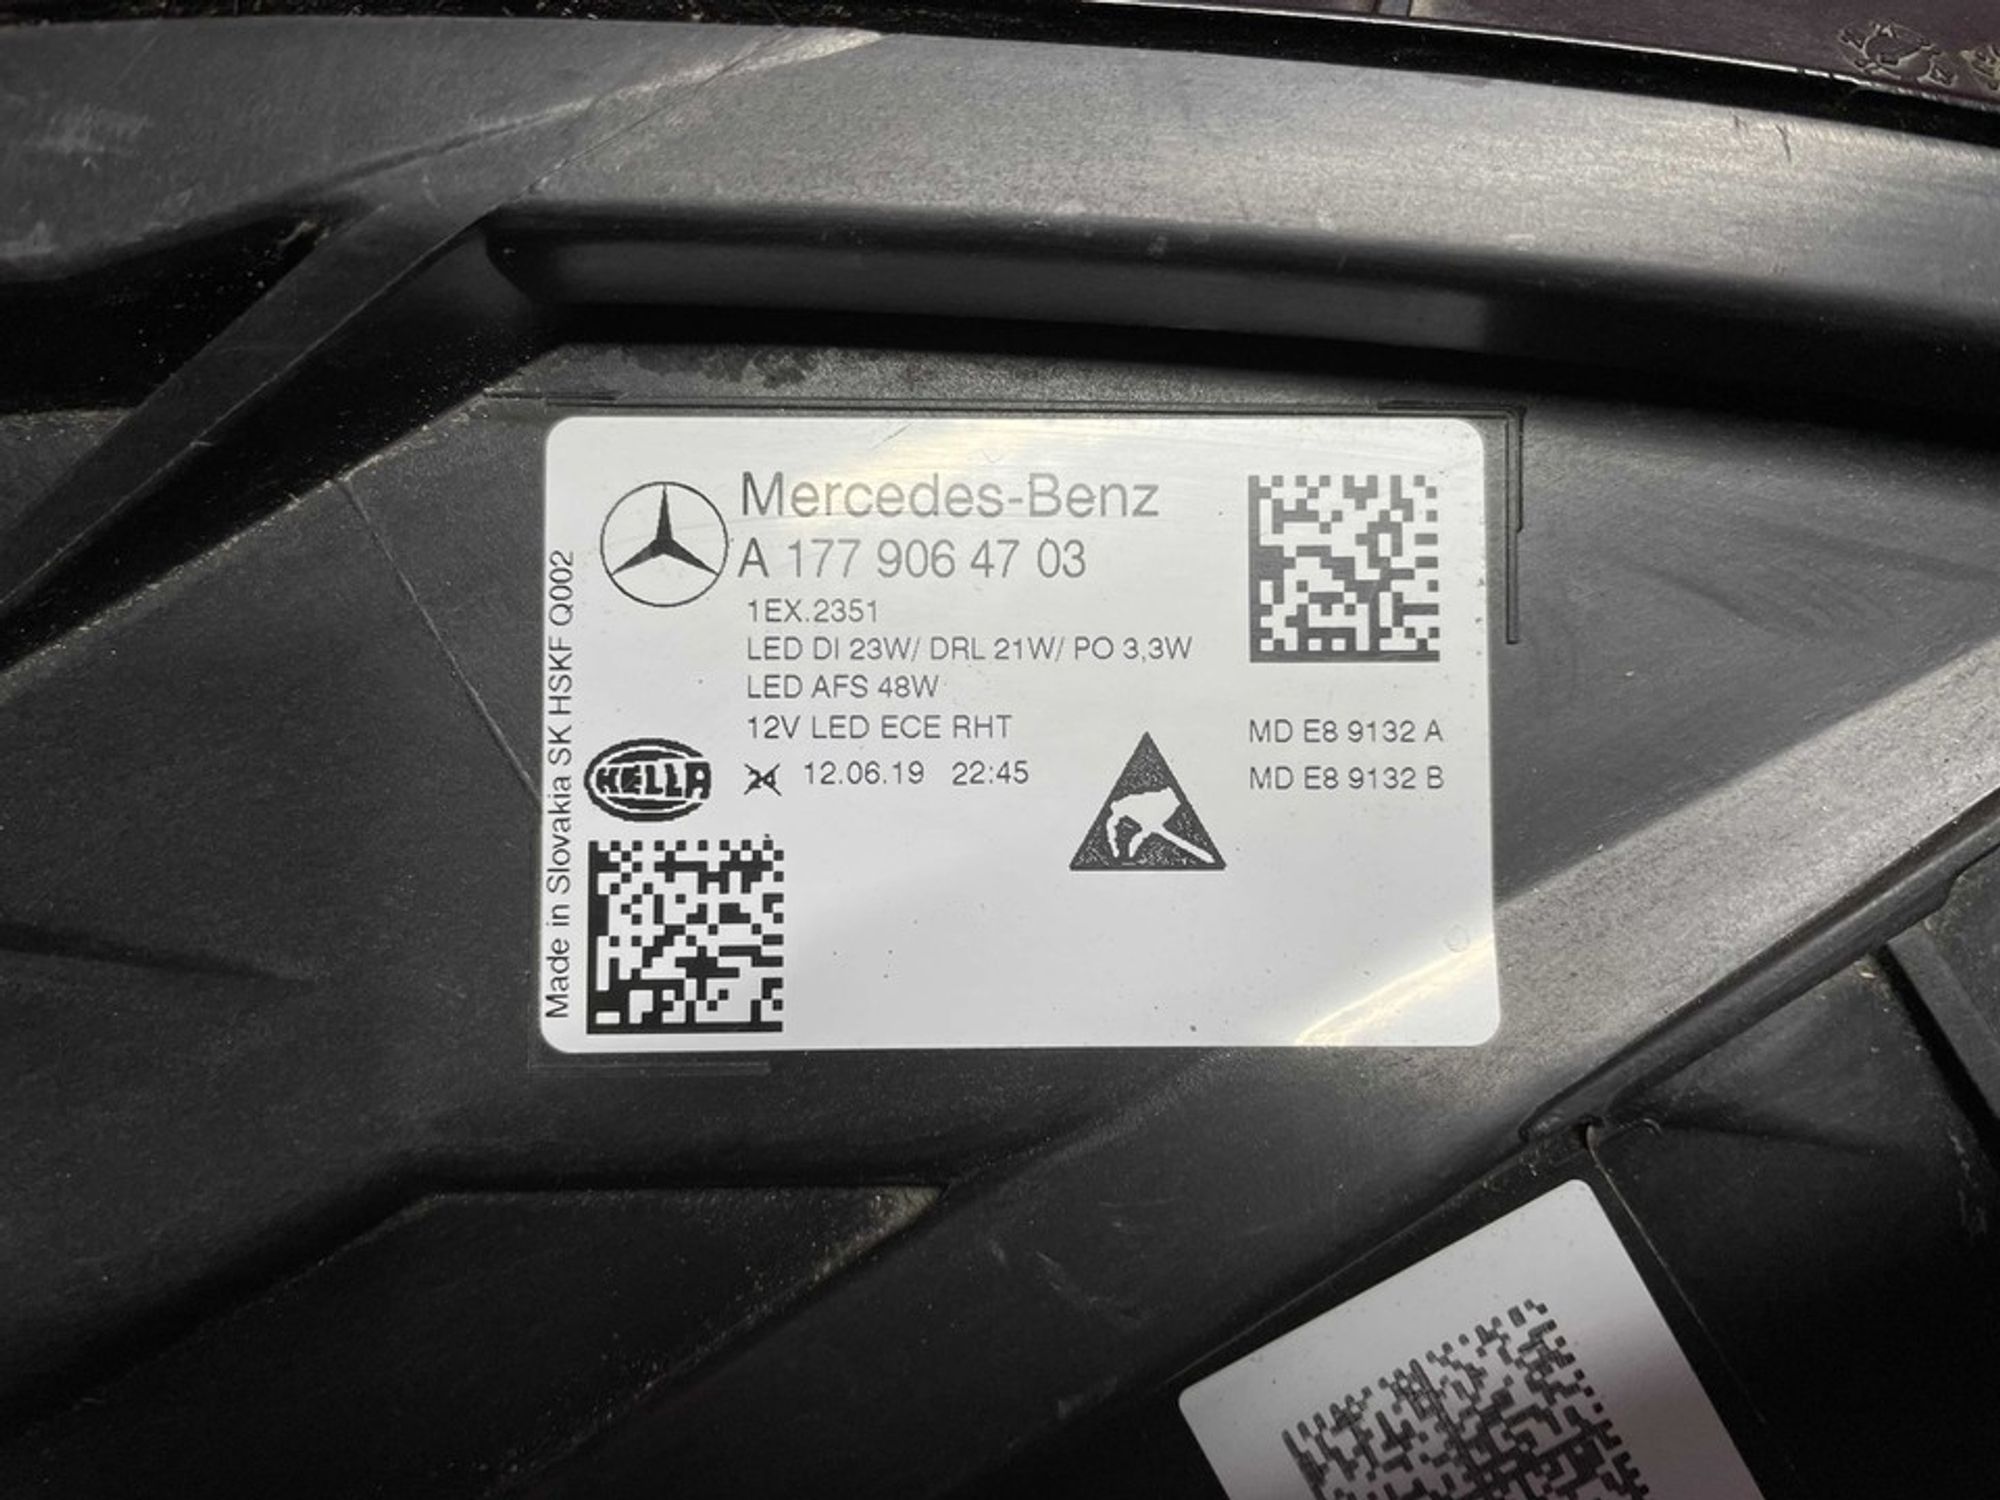 Mercedes-Benz
A 177 906 47 03
1EX.2351
LED DI 23W/ DRL 21W/ PO 3,3W
LED AFS 48W
12V LED ECE RHT
HELLA
24 12.06.19 22:45
MD E8 9132 A
MD E8 9132 B
Made in Slovakia SK HSKF Q002